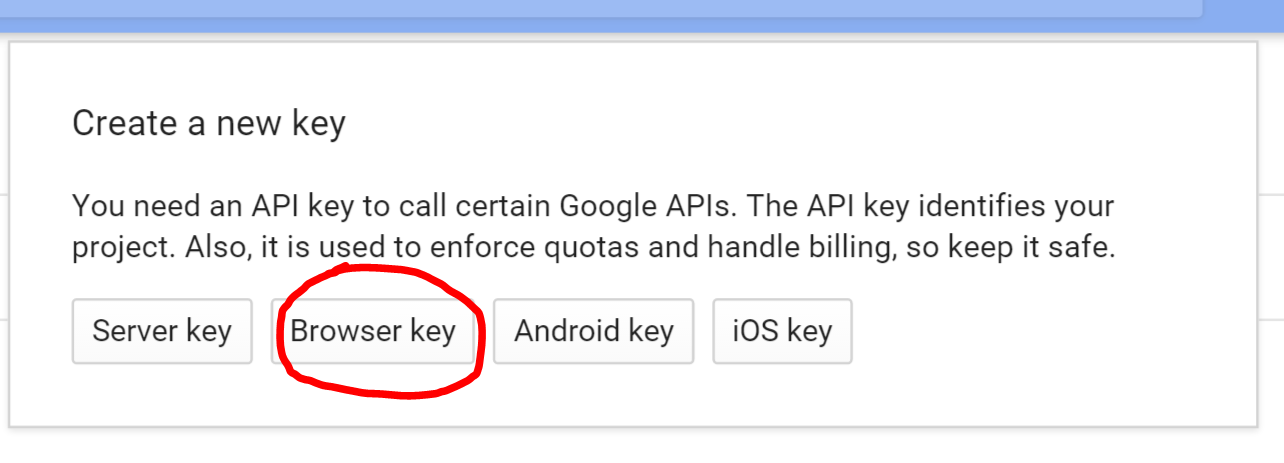 Create a new key
You need an API key to call certain Google APIs. The API key identifies your
project. Also, it is used to enforce quotas and handle billing, so keep it safe.
Server key Browser key Android key iOS key